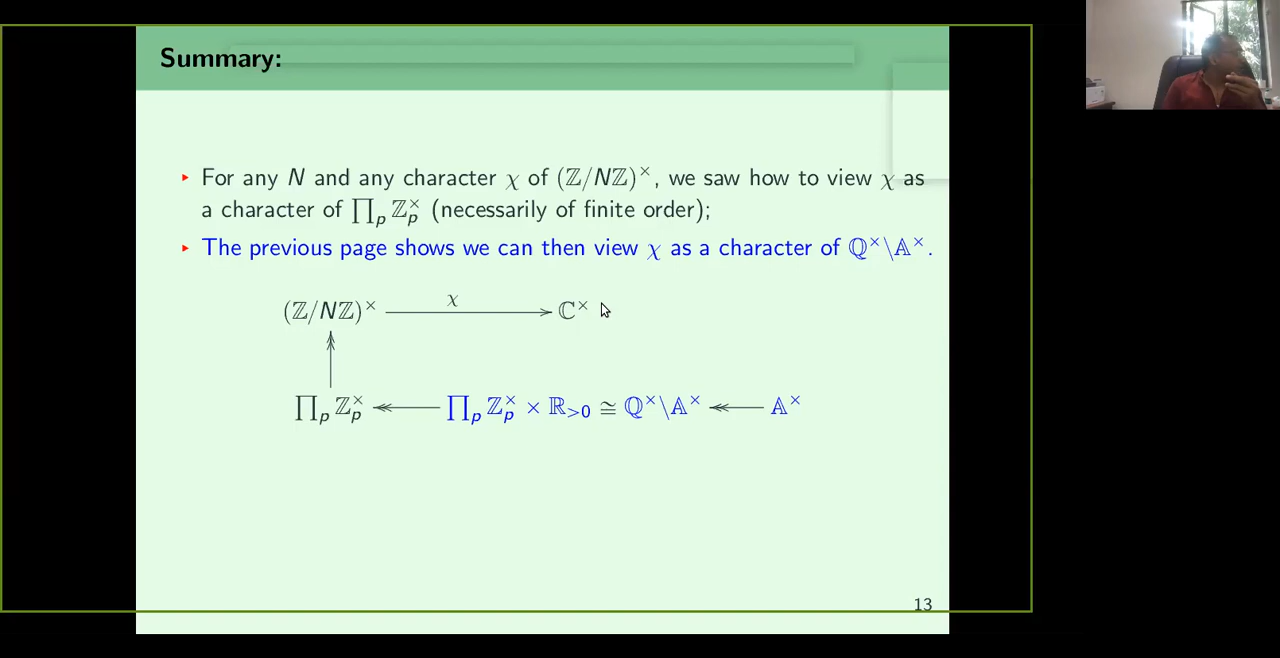 Summary:
▸ For any N and any character χ of (ℤ/Nℤ)^×, we saw how to view χ as
a character of ∏_p ℤ_p^× (necessarily of finite order);
▸ The previous page shows we can then view χ as a character of ℚ^×\𝔸^×.
(ℤ/Nℤ)^× χ ℂ^×
∏_p ℤ_p^× ↞ ∏_p ℤ_p^× × ℝ_{>0} ≅ ℚ^×\𝔸^× ↞ 𝔸^×
13